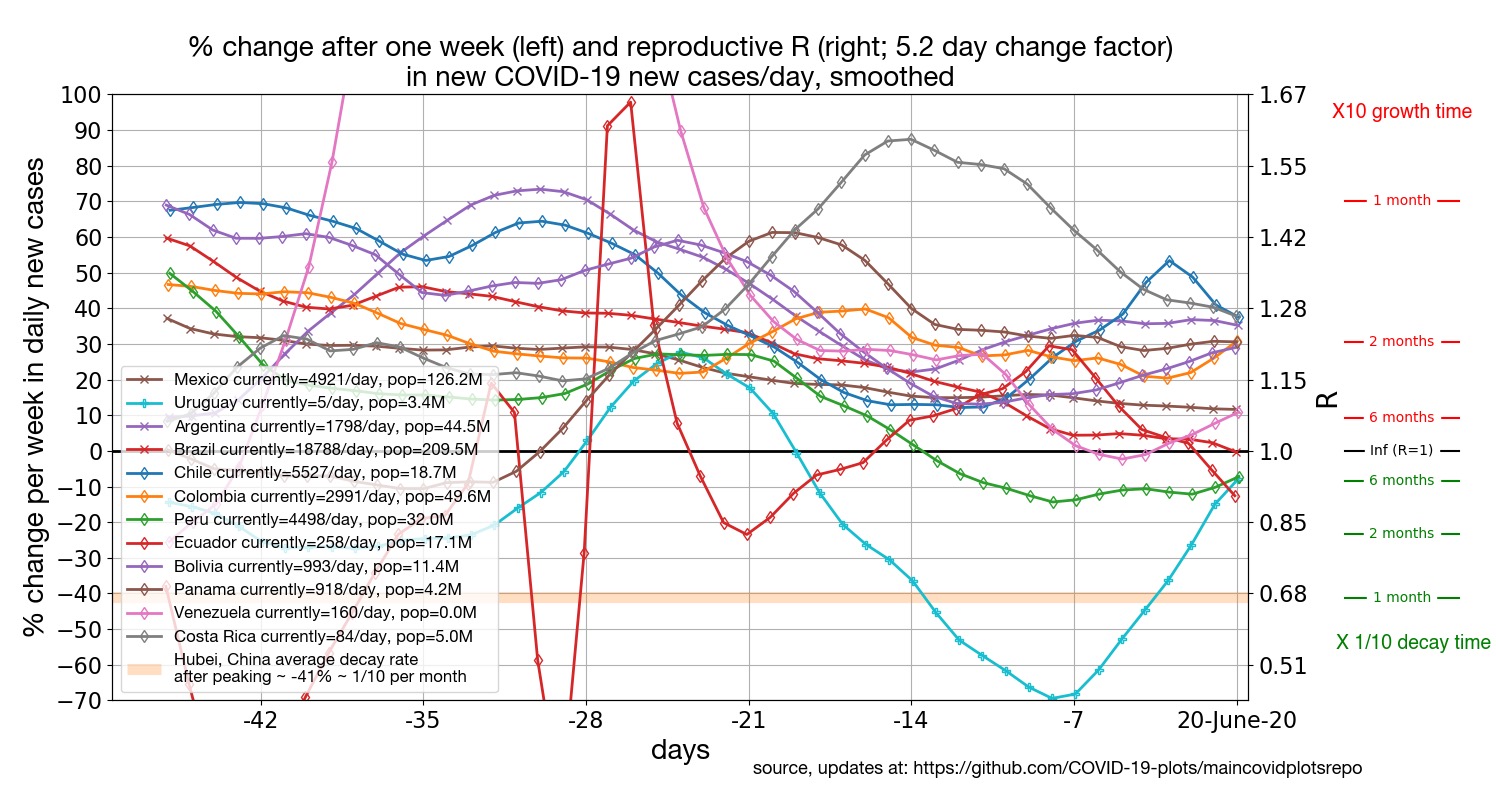 % change after one week (left) and reproductive R (right; 5.2 day change factor)
in new COVID-19 new cases/day, smoothed
% change per week in daily new cases
100
90
80
70
60
50
40
30
20
10
0
−10
−20
−30
−40
−50
−60
−70
Mexico currently=4921/day, pop=126.2M
Uruguay currently=5/day, pop=3.4M
Argentina currently=1798/day, pop=44.5M
Brazil currently=18788/day, pop=209.5M
Chile currently=5527/day, pop=18.7M
Colombia currently=2991/day, pop=49.6M
Peru currently=4498/day, pop=32.0M
Ecuador currently=258/day, pop=17.1M
Bolivia currently=993/day, pop=11.4M
Panama currently=918/day, pop=4.2M
Venezuela currently=160/day, pop=0.0M
Costa Rica currently=84/day, pop=5.0M
Hubei, China average decay rate
after peaking ~ -41% ~ 1/10 per month
-42
-35
-28
-21
-14
-7
20-June-20
days
1.67
1.55
1.42
1.28
1.15
1.0
0.85
0.68
0.51
R
X10 growth time
1 month
2 months
6 months
Inf (R=1)
6 months
2 months
1 month
X 1/10 decay time
source, updates at: https://github.com/COVID-19-plots/maincovidplotsrepo